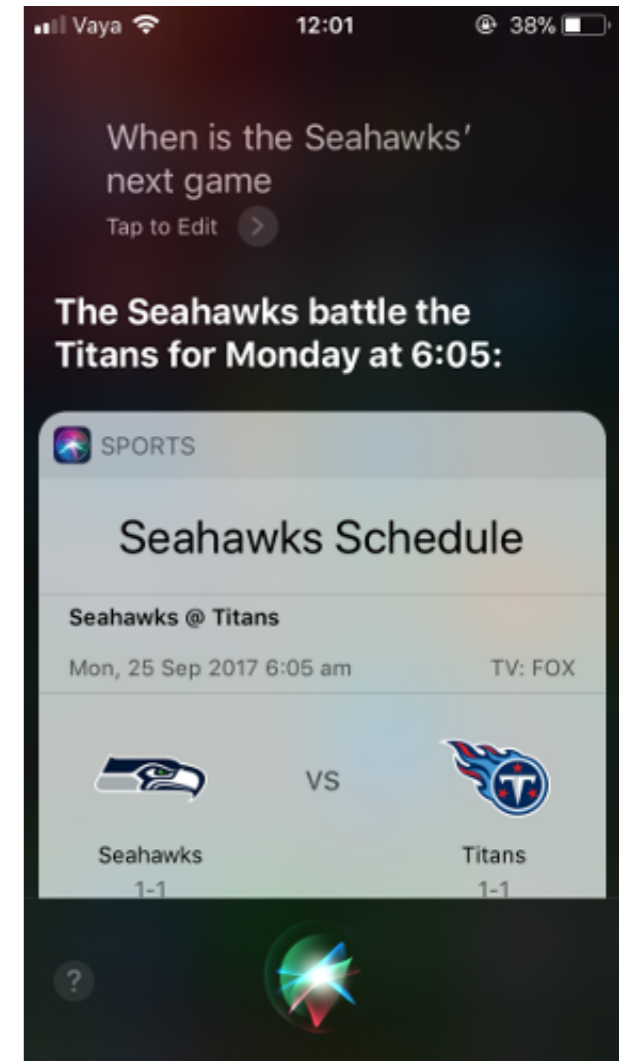 Vaya 12:01 38%
When is the Seahawks'
next game
Tap to Edit >
The Seahawks battle the
Titans for Monday at 6:05:
SPORTS
Seahawks Schedule
Seahawks @ Titans
Mon, 25 Sep 2017 6:05 am TV: FOX
VS
T
Seahawks Titans
1-1 1-1
?